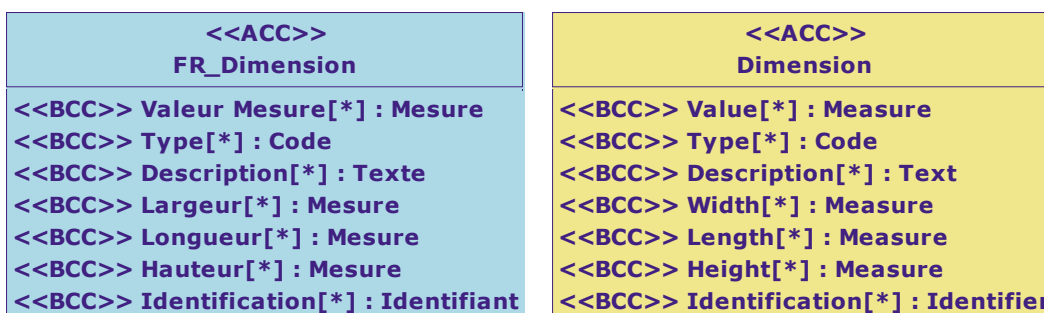 <<ACC>>
FR_Dimension
<<BCC>> Valeur Mesure[*] : Mesure
<<BCC>> Type[*] : Code
<<BCC>> Description[*] : Texte
<<BCC>> Largeur[*] : Mesure
<<BCC>> Longueur[*] : Mesure
<<BCC>> Hauteur[*] : Mesure
<<BCC>> Identification[*] : Identifiant
<<ACC>>
Dimension
<<BCC>> Value[*] : Measure
<<BCC>> Type[*] : Code
<<BCC>> Description[*] : Text
<<BCC>> Width[*] : Measure
<<BCC>> Length[*] : Measure
<<BCC>> Height[*] : Measure
<<BCC>> Identification[*] : Identifier